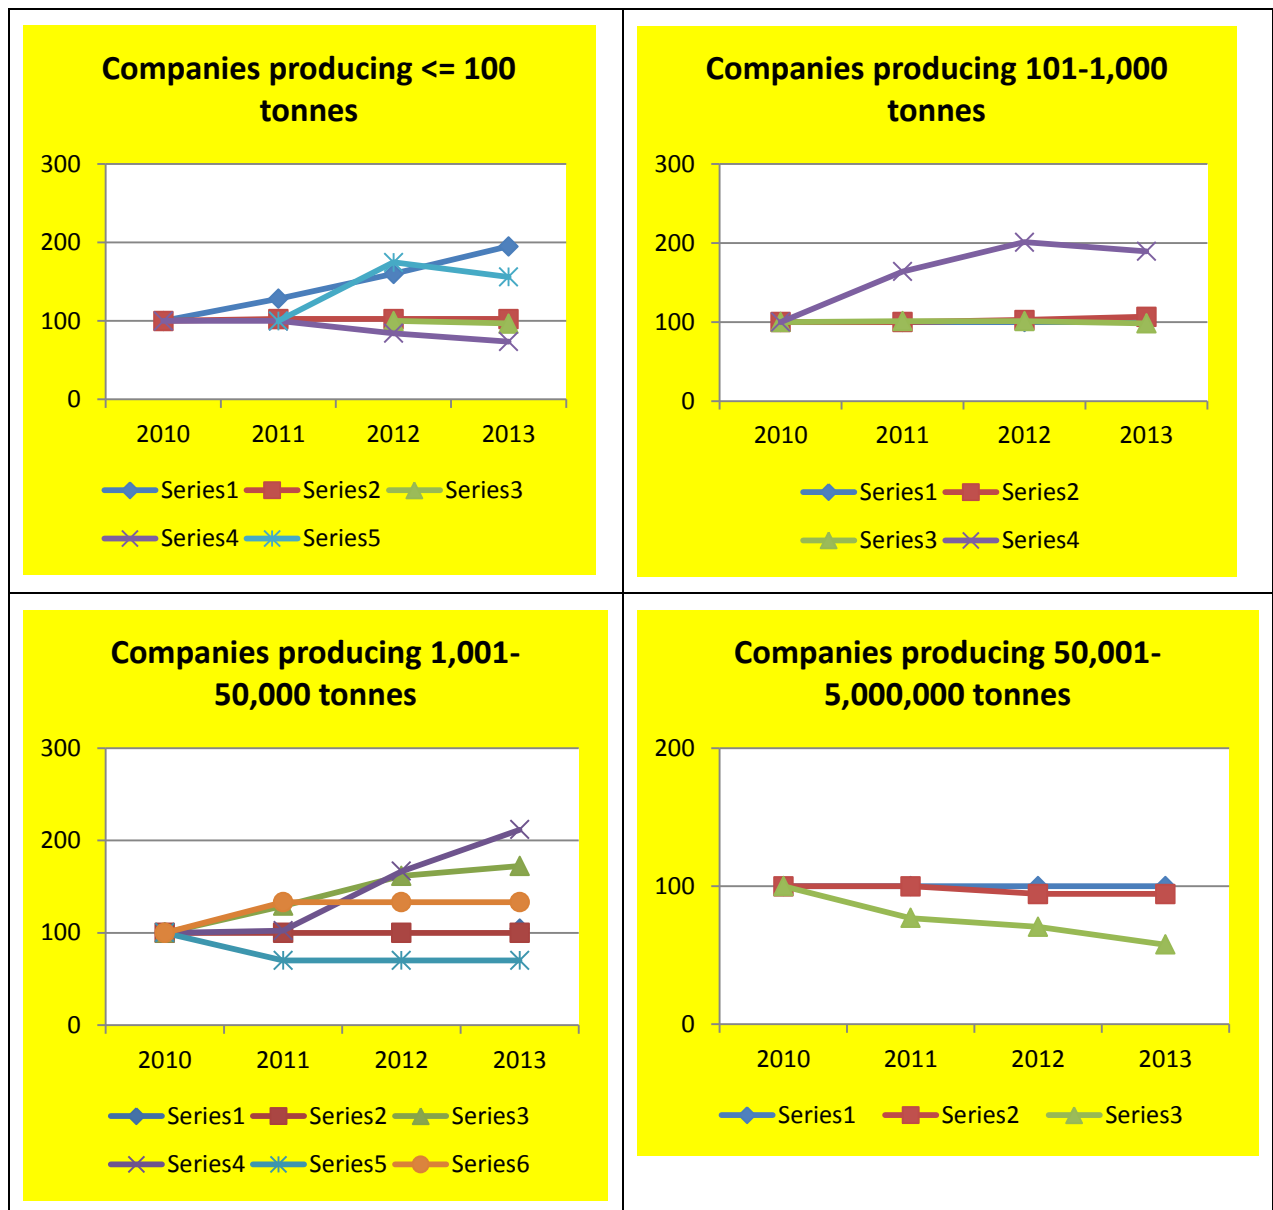 Companies producing <= 100
tonnes
300
200
100
0
2010 2011 2012 2013
Series1 Series2 Series3
Series4 Series5
Companies producing 101-1,000
tonnes
300
200
100
0
2010 2011 2012 2013
Series1 Series2
Series3 Series4
Companies producing 1,001-
50,000 tonnes
300
200
100
0
2010 2011 2012 2013
Series1 Series2 Series3
Series4 Series5 Series6
Companies producing 50,001-
5,000,000 tonnes
200
100
0
2010 2011 2012 2013
Series1 Series2 Series3